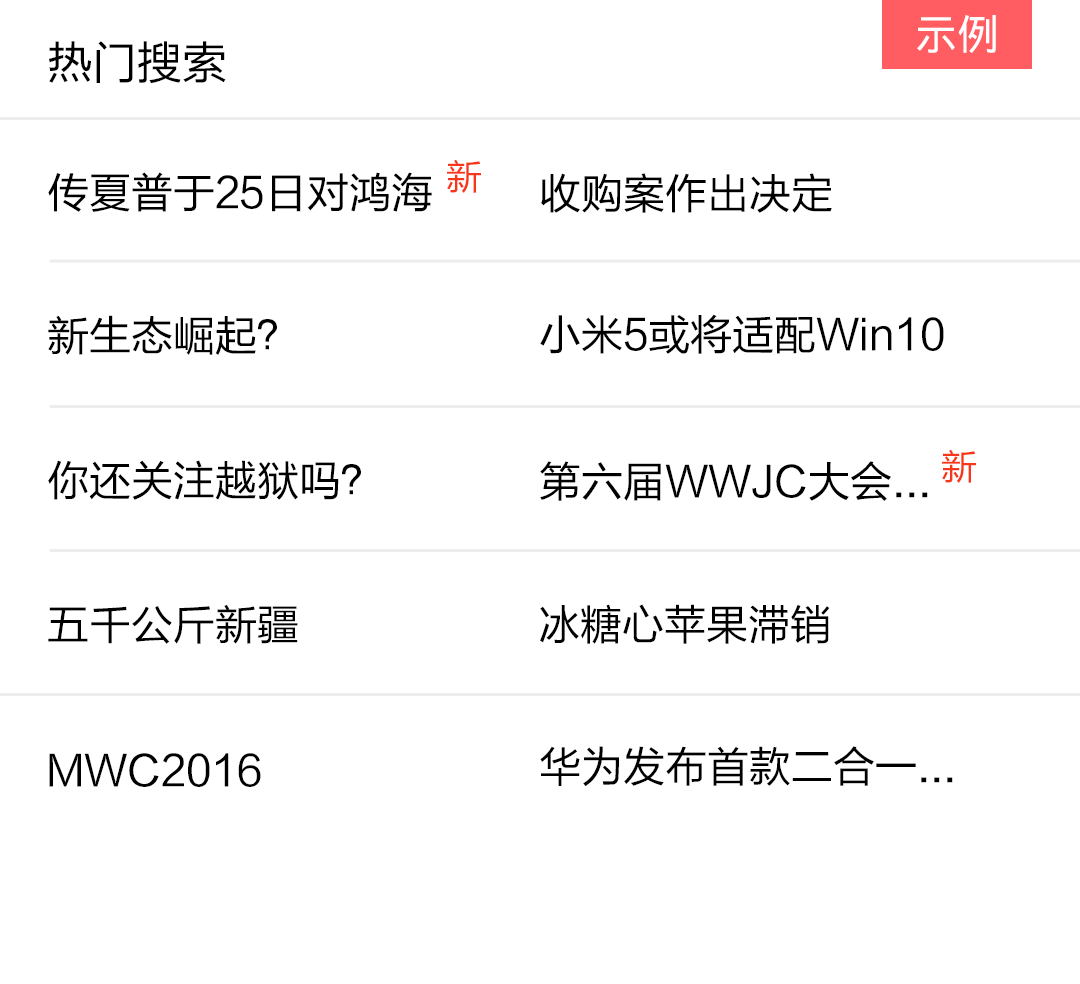 示例
热门搜索
传夏普于25日对鸿海 新 收购案作出决定
新生态崛起? 小米5或将适配Win10
你还关注越狱吗? 第六届WWJC大会... 新
五千公斤新疆 冰糖心苹果滞销
MWC2016 华为发布首款二合一...